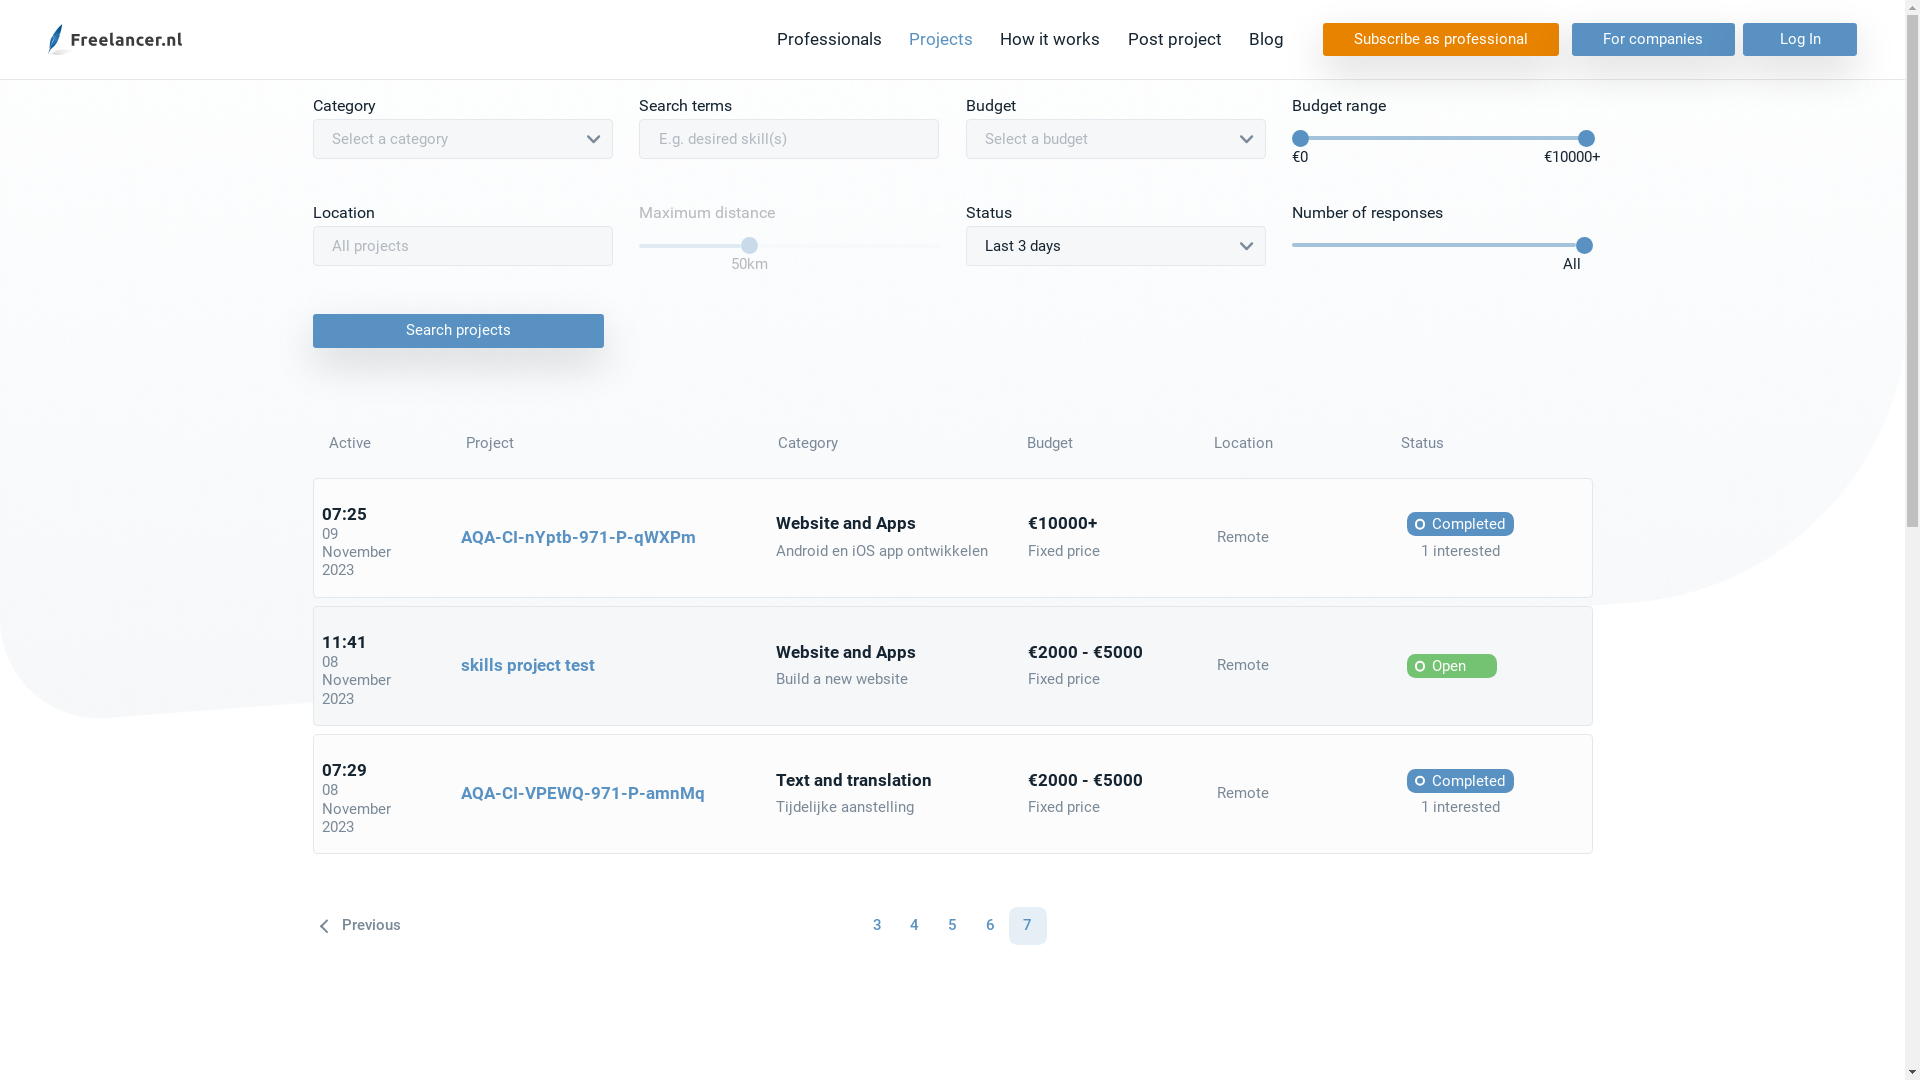 Freelancer.nl
Professionals Projects How it works Post project Blog Subscribe as professional For companies Log In
Category Search terms Budget Budget range
Select a category E.g. desired skill(s) Select a budget
€0 €10000+
Location Maximum distance Status Number of responses
All projects Last 3 days
50km All
Search projects
Active Project Category Budget Location Status
07:25
09
November
2023
AQA-CI-nYptb-971-P-qWXPm
Website and Apps
Android en iOS app ontwikkelen
€10000+
Fixed price
Remote
Completed
1 interested
11:41
08
November
2023
skills project test
Website and Apps
Build a new website
€2000 - €5000
Fixed price
Remote
Open
07:29
08
November
2023
AQA-CI-VPEWQ-971-P-amnMq
Text and translation
Tijdelijke aanstelling
€2000 - €5000
Fixed price
Remote
Completed
1 interested
Previous 3 4 5 6 7